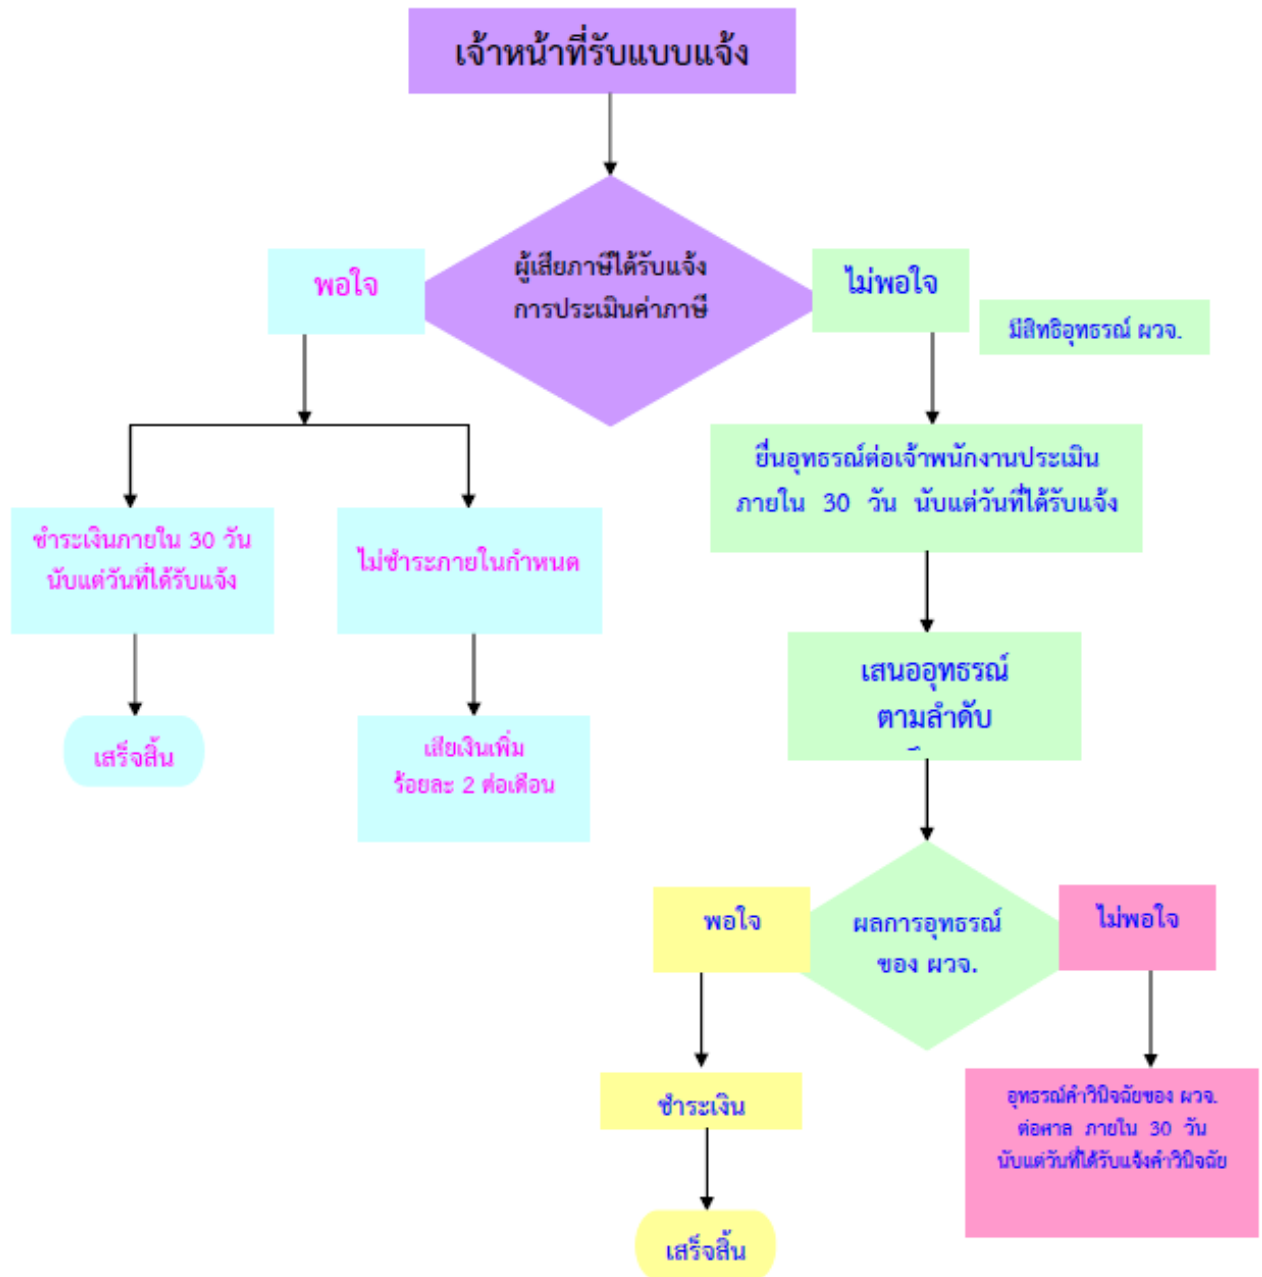 เจ้าหน้าที่รับแบบแจ้ง
ผู้เสียภาษีได้รับแจ้ง
การประเมินค่าภาษี
พอใจ
ไม่พอใจ
มีสิทธิอุทธรณ์ ผวจ.
ชำระเงินภายใน 30 วัน
นับแต่วันที่ได้รับแจ้ง
ไม่ชำระภายในกำหนด
ยื่นอุทธรณ์ต่อเจ้าพนักงานประเมิน
ภายใน 30 วัน นับแต่วันที่ได้รับแจ้ง
เสร็จสิ้น
เสียเงินเพิ่ม
ร้อยละ 2 ต่อเดือน
เสนออุทธรณ์
ตามลำดับ
พอใจ
ผลการอุทธรณ์
ของ ผวจ.
ไม่พอใจ
ชำระเงิน
อุทธรณ์คำวินิจฉัยของ ผวจ.
ต่อศาล ภายใน 30 วัน
นับแต่วันที่ได้รับแจ้งคำวินิจฉัย
เสร็จสิ้น